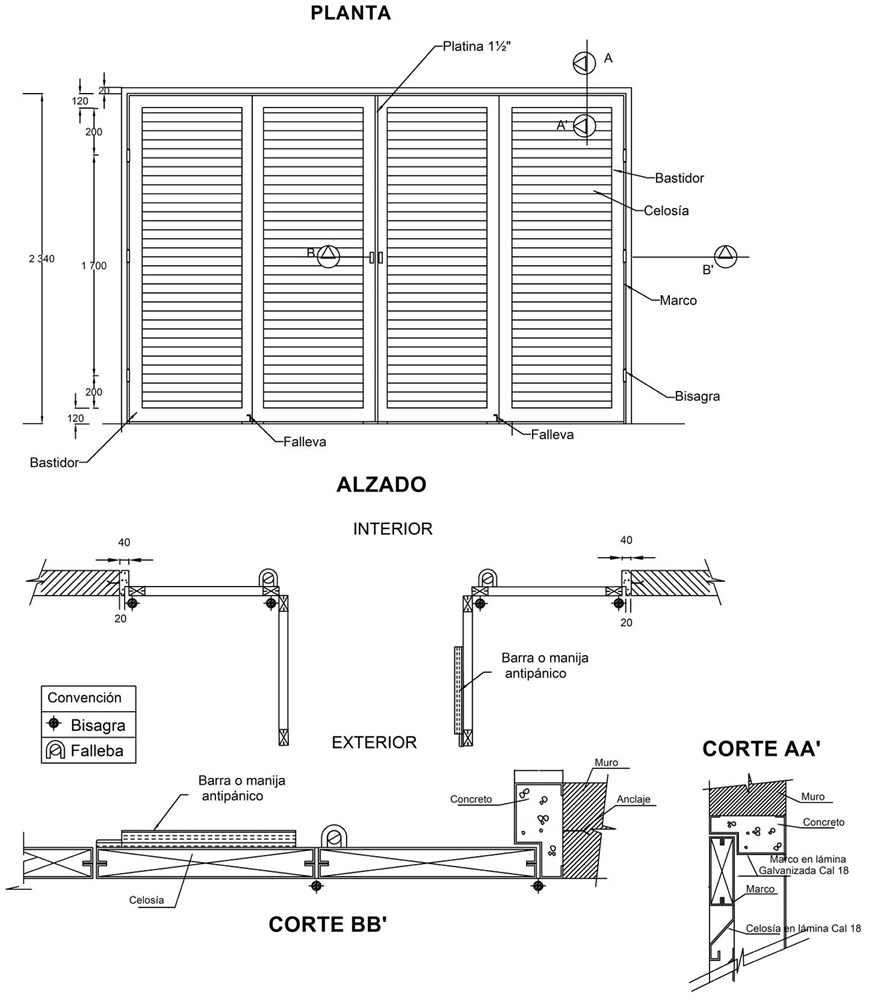 PLANTA
Platina 1½"
A
20
120
200
A'
Bastidor
Celosía
2 340
1 700
B
B'
Marco
Bisagra
200
120
Falleva
Falleva
Bastidor
ALZADO
INTERIOR
40
40
20
20
Barra o manija
antipánico
Convención
Bisagra
Falleba
EXTERIOR
CORTE AA'
Barra o manija
antipánico
Concreto
Muro
Anclaje
Celosía
CORTE BB'
Muro
Concreto
Marco en lámina
Galvanizada Cal 18
Marco
Celosía en lámina Cal 18